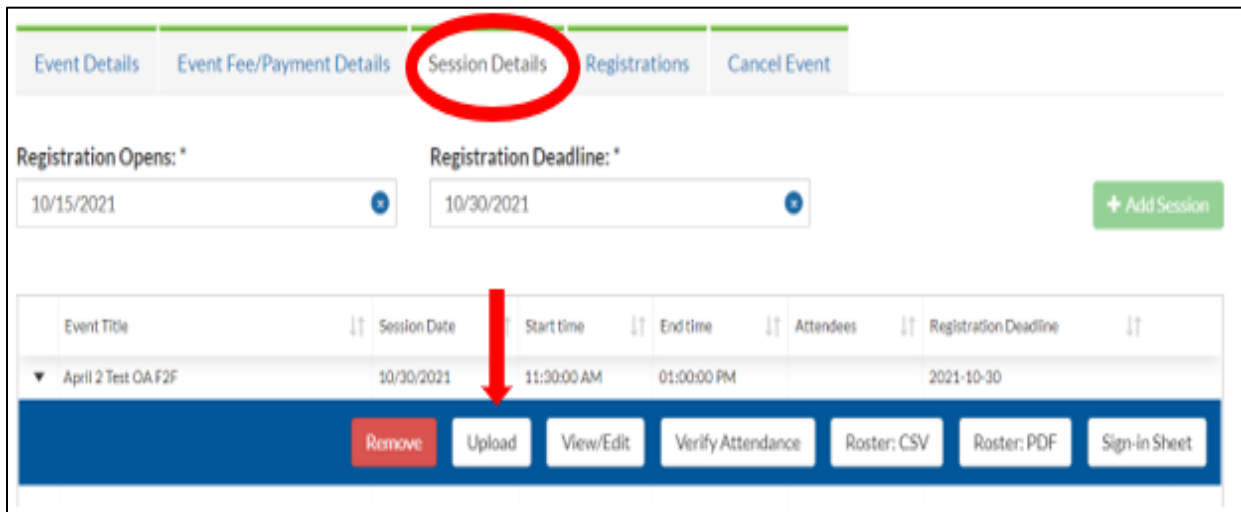 Event Details Event Fee/Payment Details Session Details Registrations Cancel Event
Registration Opens: * Registration Deadline: *
10/15/2021 10/30/2021 + Add Session
Event Title Session Date Start time End time Attendees Registration Deadline
April 2 Test OA F2F 10/30/2021 11:30:00 AM 01:00:00 PM 2021-10-30
Remove Upload View/Edit Verify Attendance Roster: CSV Roster: PDF Sign-in Sheet